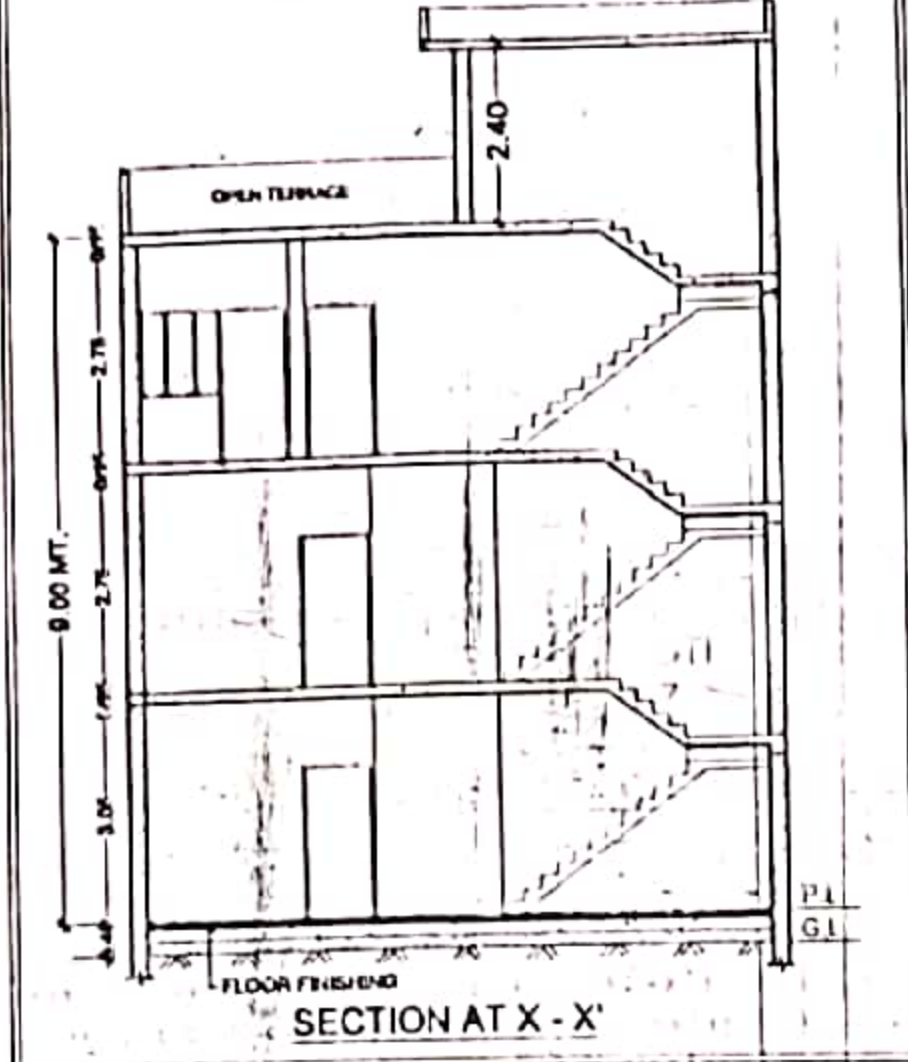 2.40
OPEN TERRACE
2.75
9.00 MT.
2.75
P.L
G.L
FLOOR FINISHING
SECTION AT X - X'